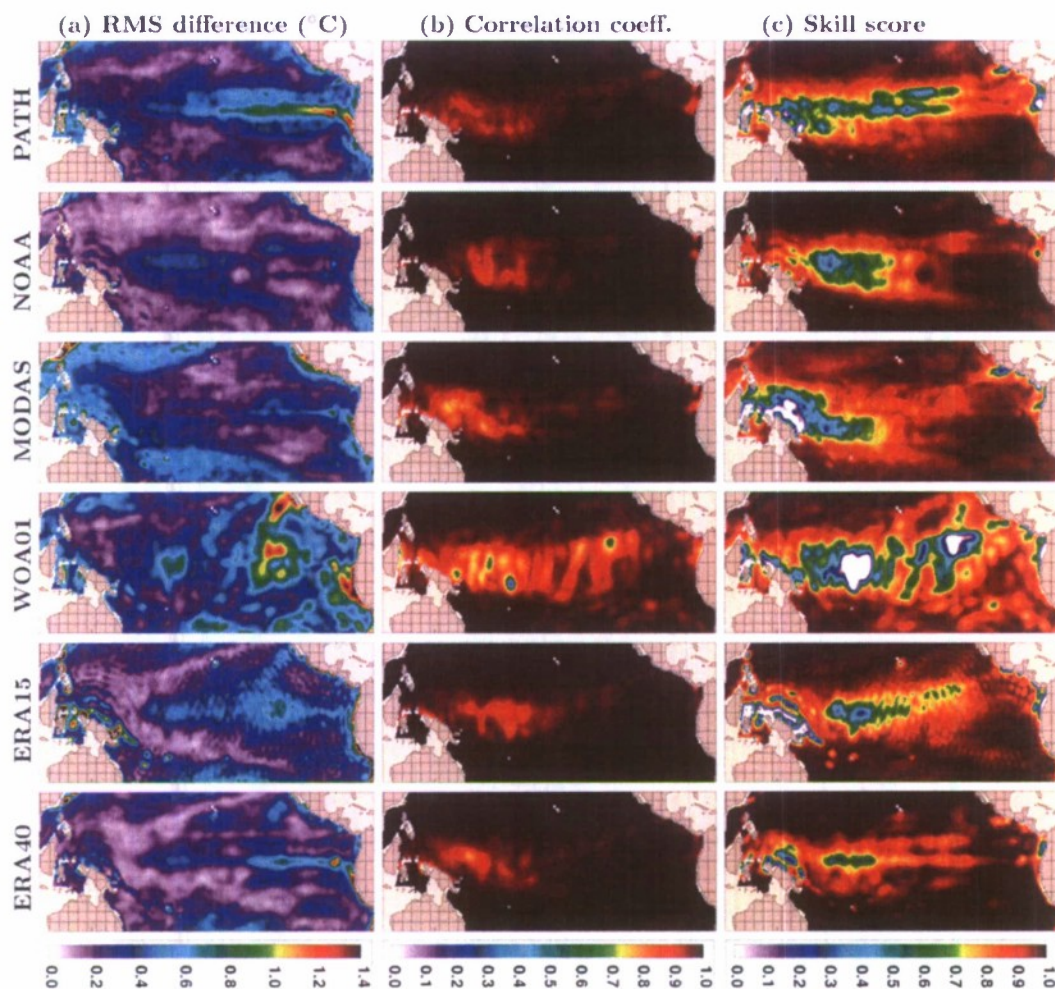 (a) RMS difference (°C) (b) Correlation coeff. (c) Skill score
PATH
NOAA
MODAS
WOA01
ERA15
ERA40
0.2 0.4 0.6 0.8 1.0 1.2 1.4
0.0 0.1 0.2 0.3 0.4 0.5 0.6 0.7 0.8 0.9 1.0
0.0 0.1 0.2 0.3 0.4 0.5 0.6 0.7 0.8 0.9 1.0